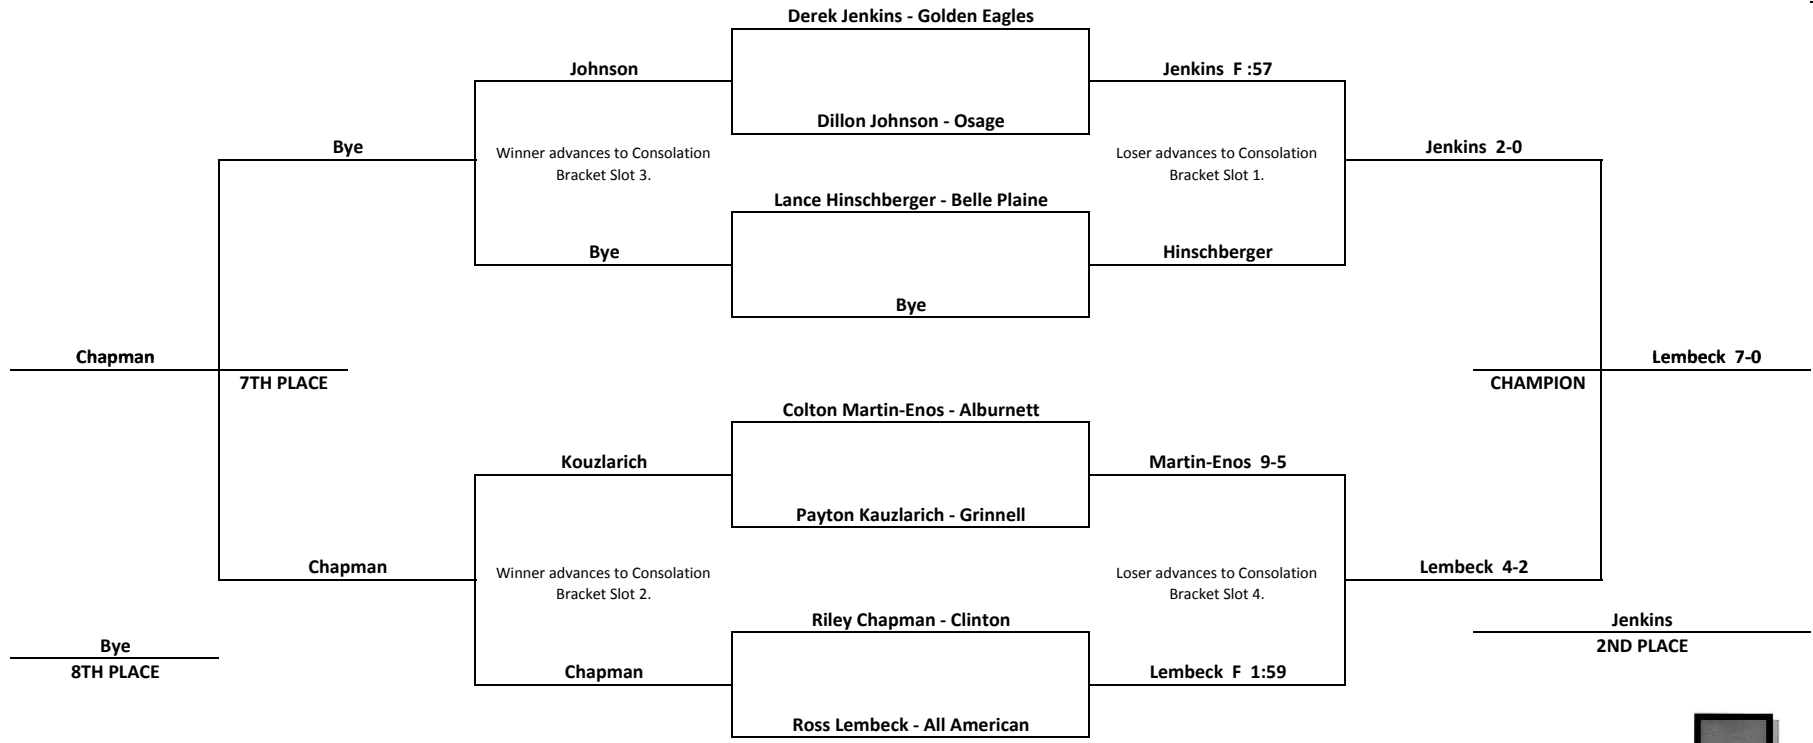 Derek Jenkins - Golden Eagles
Johnson
Jenkins F :57
Dillon Johnson - Osage
Bye
Winner advances to Consolation
Bracket Slot 3.
Loser advances to Consolation
Bracket Slot 1.
Jenkins 2-0
Lance Hinschberger - Belle Plaine
Bye
Hinschberger
Bye
Chapman
7TH PLACE
Lembeck 7-0
CHAMPION
Colton Martin-Enos - Alburnett
Kouzlarich
Martin-Enos 9-5
Payton Kauzlarich - Grinnell
Chapman
Winner advances to Consolation
Bracket Slot 2.
Loser advances to Consolation
Bracket Slot 4.
Lembeck 4-2
Riley Chapman - Clinton
Jenkins
2ND PLACE
Bye
8TH PLACE
Chapman
Lembeck F 1:59
Ross Lembeck - All American